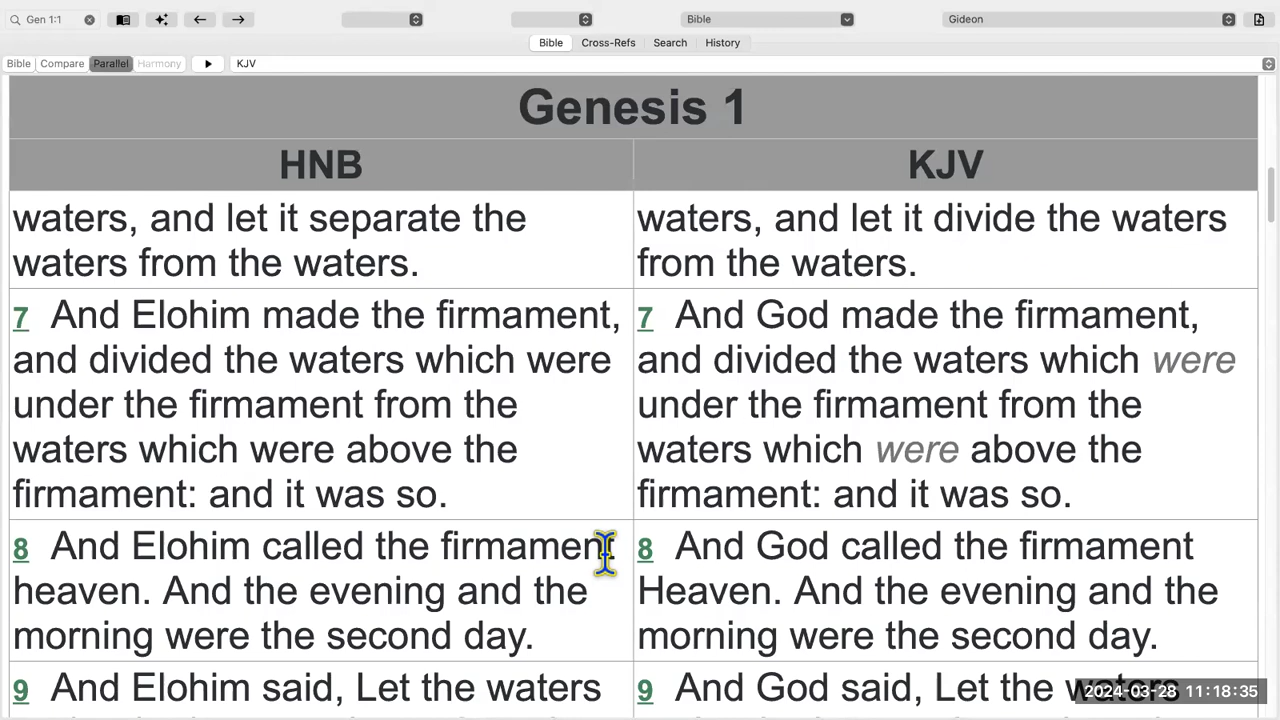 Gen 1:1
Bible
Gideon
Bible Cross-Refs Search History
Bible Compare Parallel Harmony KJV
Genesis 1
HNB
KJV
waters, and let it separate the
waters from the waters.
waters, and let it divide the waters
from the waters.
7 And Elohim made the firmament,
and divided the waters which were
under the firmament from the
waters which were above the
firmament: and it was so.
7 And God made the firmament,
and divided the waters which were
under the firmament from the
waters which were above the
firmament: and it was so.
8 And Elohim called the firmament
heaven. And the evening and the
morning were the second day.
8 And God called the firmament
Heaven. And the evening and the
morning were the second day.
9 And Elohim said, Let the waters
9 And God said, Let the waters
2024-03-28 11:18:35